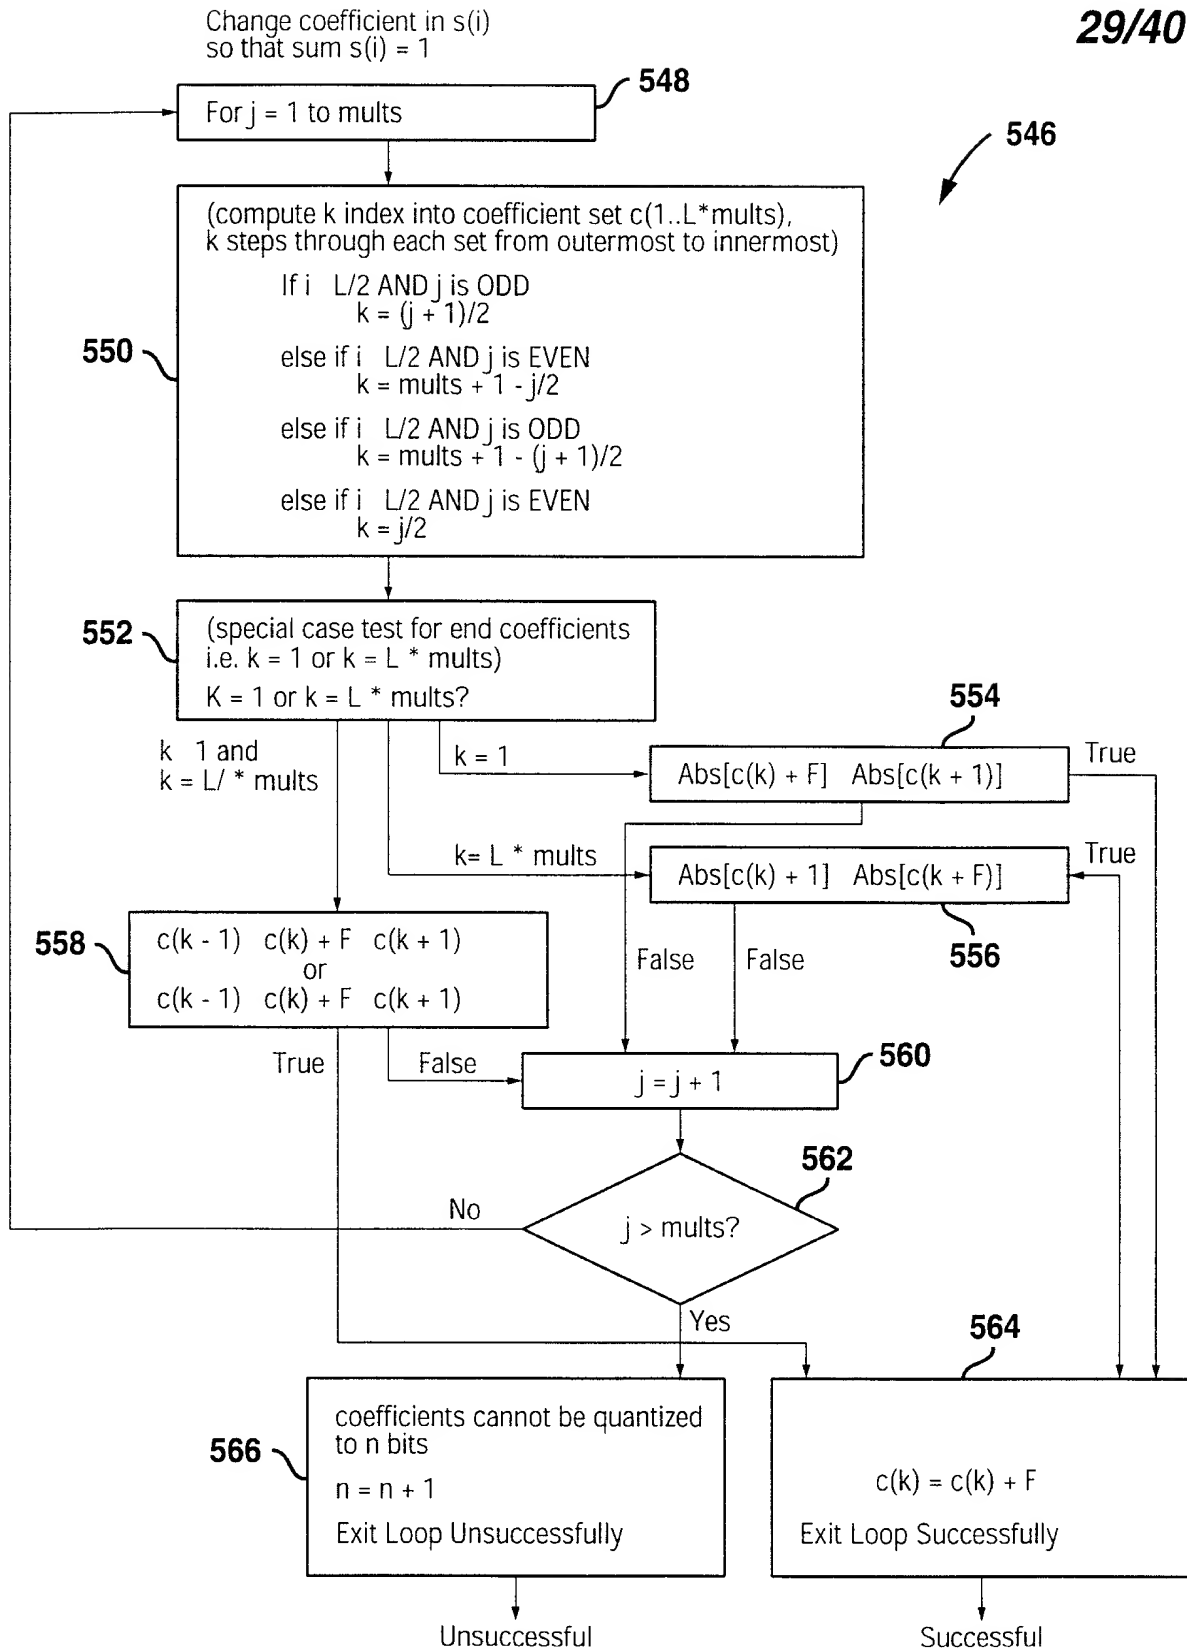 Change coefficient in s(i)
so that sum s(i) = 1
29/40
548
For j = 1 to mults
546
(compute k index into coefficient set c(1..L*mults),
k steps through each set from outermost to innermost)
If i L/2 AND j is ODD
k = (j + 1)/2
550
else if i L/2 AND j is EVEN
k = mults + 1 - j/2
else if i L/2 AND j is ODD
k = mults + 1 - (j + 1)/2
else if i L/2 AND j is EVEN
k = j/2
552
(special case test for end coefficients
i.e. k = 1 or k = L * mults)
K = 1 or k = L * mults?
554
k 1 and
k = L/ * mults
k = 1
Abs[c(k) + F] Abs[c(k + 1)]
True
k= L * mults
Abs[c(k) + 1] Abs[c(k + F)]
True
556
558
c(k - 1) c(k) + F c(k + 1)
or
c(k - 1) c(k) + F c(k + 1)
False
False
True
False
j = j + 1
560
562
j > mults?
No
Yes
564
566
coefficients cannot be quantized
to n bits
n = n + 1
Exit Loop Unsuccessfully
c(k) = c(k) + F
Exit Loop Successfully
Unsuccessful
Successful